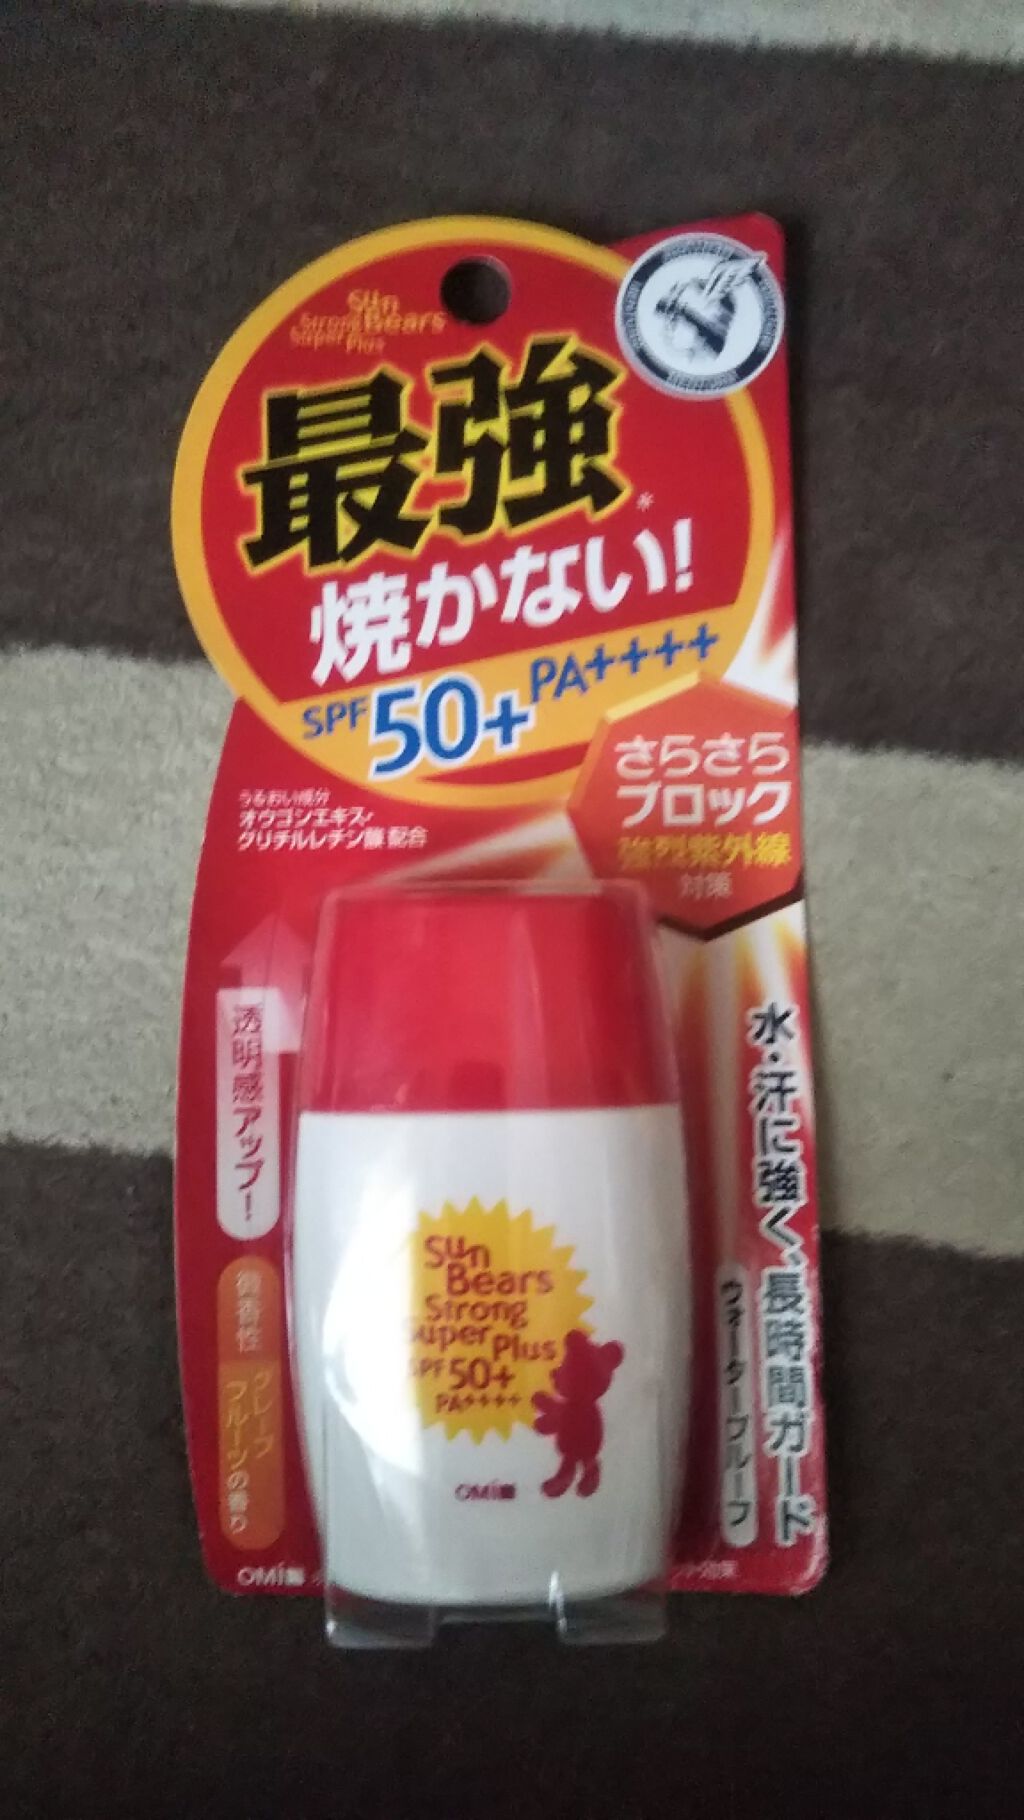 Sun
Bears
Strong
Super
Plus
最強
*
焼かない!
SPF 50+ PA++++
うるおい成分
オウゴンエキス・
グリチルレチン酸 配合
さらさら
ブロック
強烈紫外線
対策
透明感アップ!
微香性
グレープ
フルーツの香り
水・汗に強く、長時間ガード
ウォータープルーフ
Sun
Bears
Strong
Super
Plus
SPF 50+
PA++++
OMI
OMI